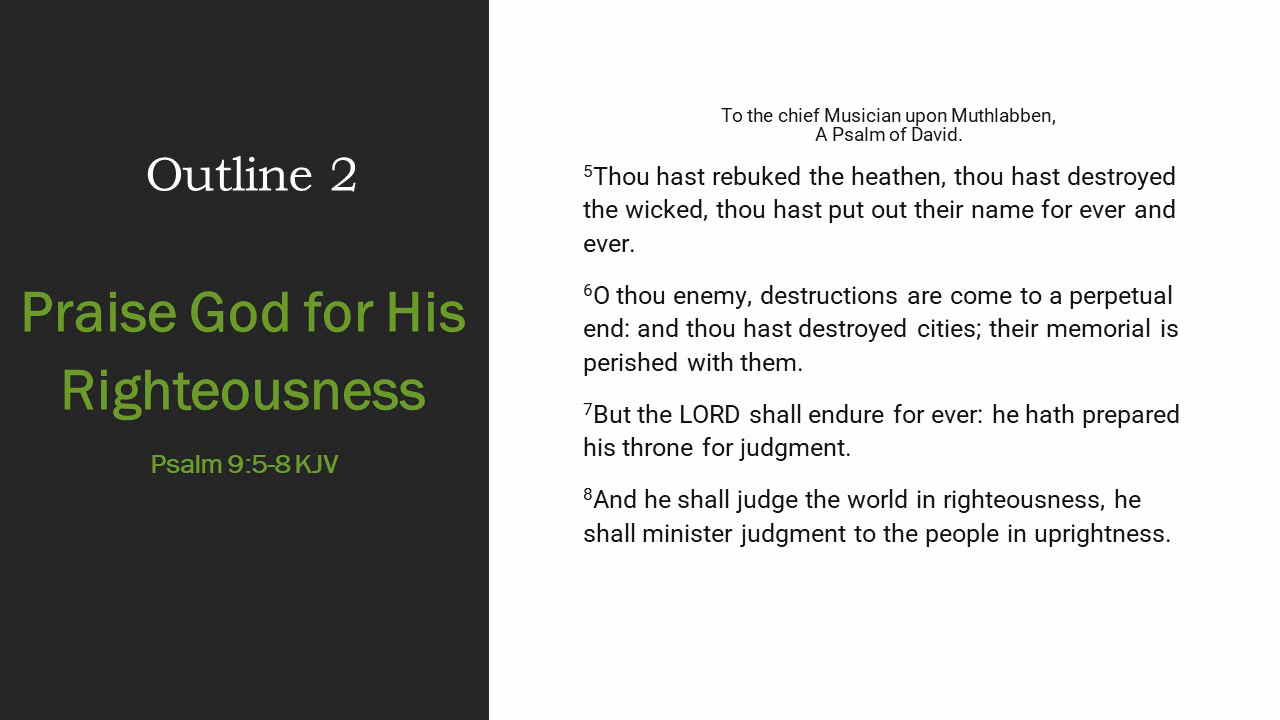 Outline 2
Praise God for His
Righteousness
Psalm 9:5-8 KJV
To the chief Musician upon Muthlabben,
A Psalm of David.
⁵Thou hast rebuked the heathen, thou hast destroyed
the wicked, thou hast put out their name for ever and
ever.
⁶O thou enemy, destructions are come to a perpetual
end: and thou hast destroyed cities; their memorial is
perished with them.
⁷But the LORD shall endure for ever: he hath prepared
his throne for judgment.
⁸And he shall judge the world in righteousness, he
shall minister judgment to the people in uprightness.